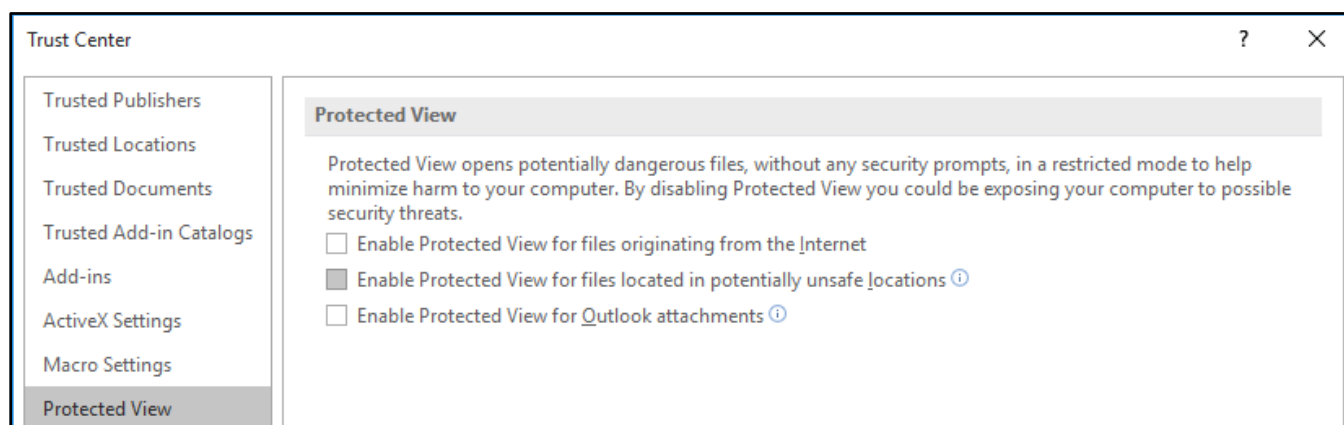 Trust Center
?
Trusted Publishers
Trusted Locations
Trusted Documents
Trusted Add-in Catalogs
Add-ins
ActiveX Settings
Macro Settings
Protected View
Protected View
Protected View opens potentially dangerous files, without any security prompts, in a restricted mode to help
minimize harm to your computer. By disabling Protected View you could be exposing your computer to possible
security threats.
Enable Protected View for files originating from the Internet
Enable Protected View for files located in potentially unsafe locations
Enable Protected View for Outlook attachments